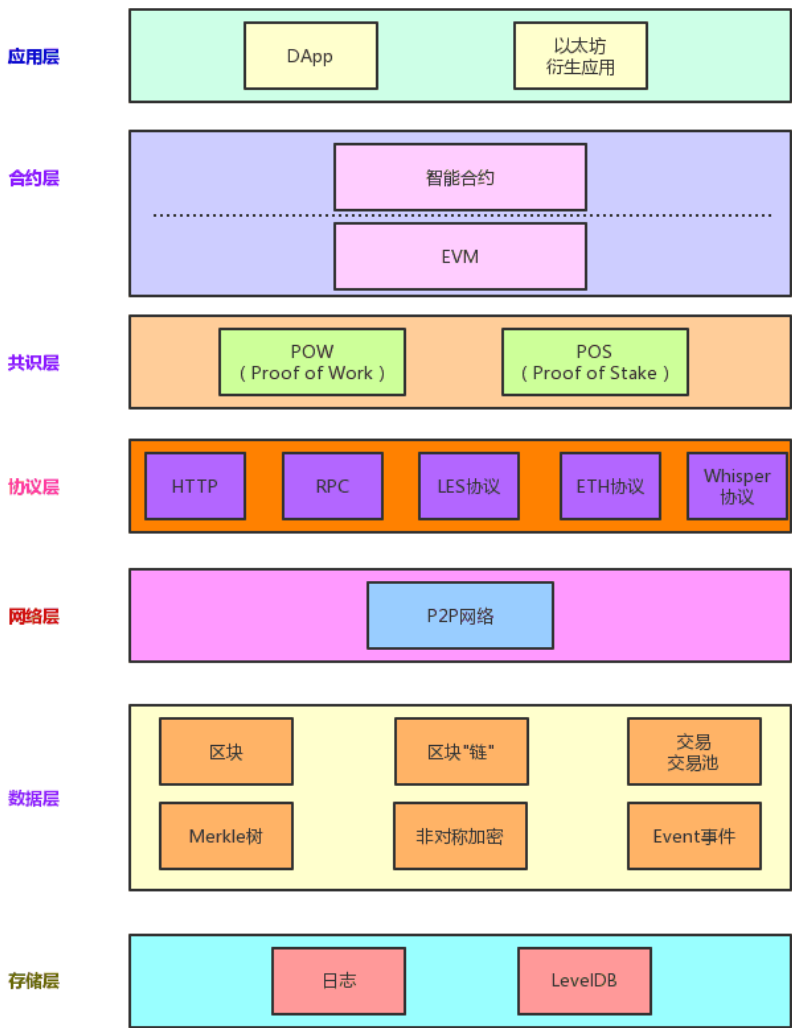 应用层
DApp
以太坊
衍生应用
合约层
智能合约
EVM
共识层
POW
( Proof of Work )
POS
( Proof of Stake )
协议层
HTTP
RPC
LES协议
ETH协议
Whisper
协议
网络层
P2P网络
数据层
区块
区块"链"
交易
交易池
Merkle树
非对称加密
Event事件
存储层
日志
LevelDB